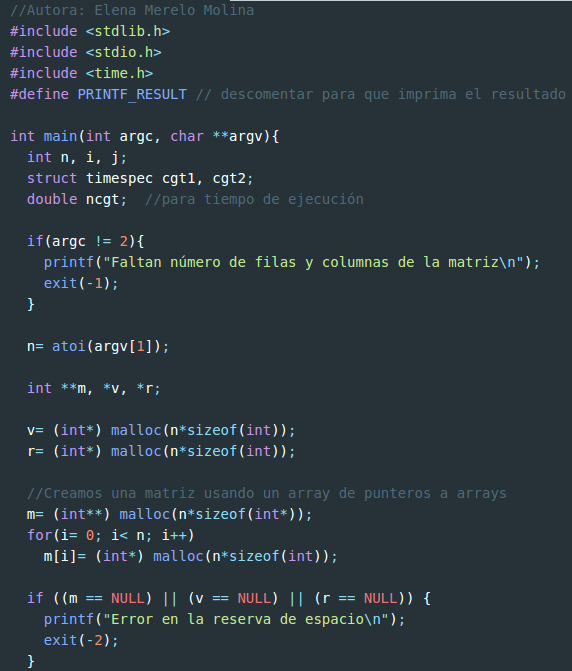 //Autora: Elena Merelo Molina
#include <stdlib.h>
#include <stdio.h>
#include <time.h>
#define PRINTF_RESULT // descomentar para que imprima el resultado

int main(int argc, char **argv){
  int n, i, j;
  struct timespec cgt1, cgt2;
  double ncgt;  //para tiempo de ejecución

  if(argc != 2){
    printf("Faltan número de filas y columnas de la matriz\n");
    exit(-1);
  }

  n= atoi(argv[1]);

  int **m, *v, *r;

  v= (int*) malloc(n*sizeof(int));
  r= (int*) malloc(n*sizeof(int));

  //Creamos una matriz usando un array de punteros a arrays
  m= (int**) malloc(n*sizeof(int*));
  for(i= 0; i< n; i++)
    m[i]= (int*) malloc(n*sizeof(int));

  if ((m == NULL) || (v == NULL) || (r == NULL)) {
    printf("Error en la reserva de espacio\n");
    exit(-2);
  }